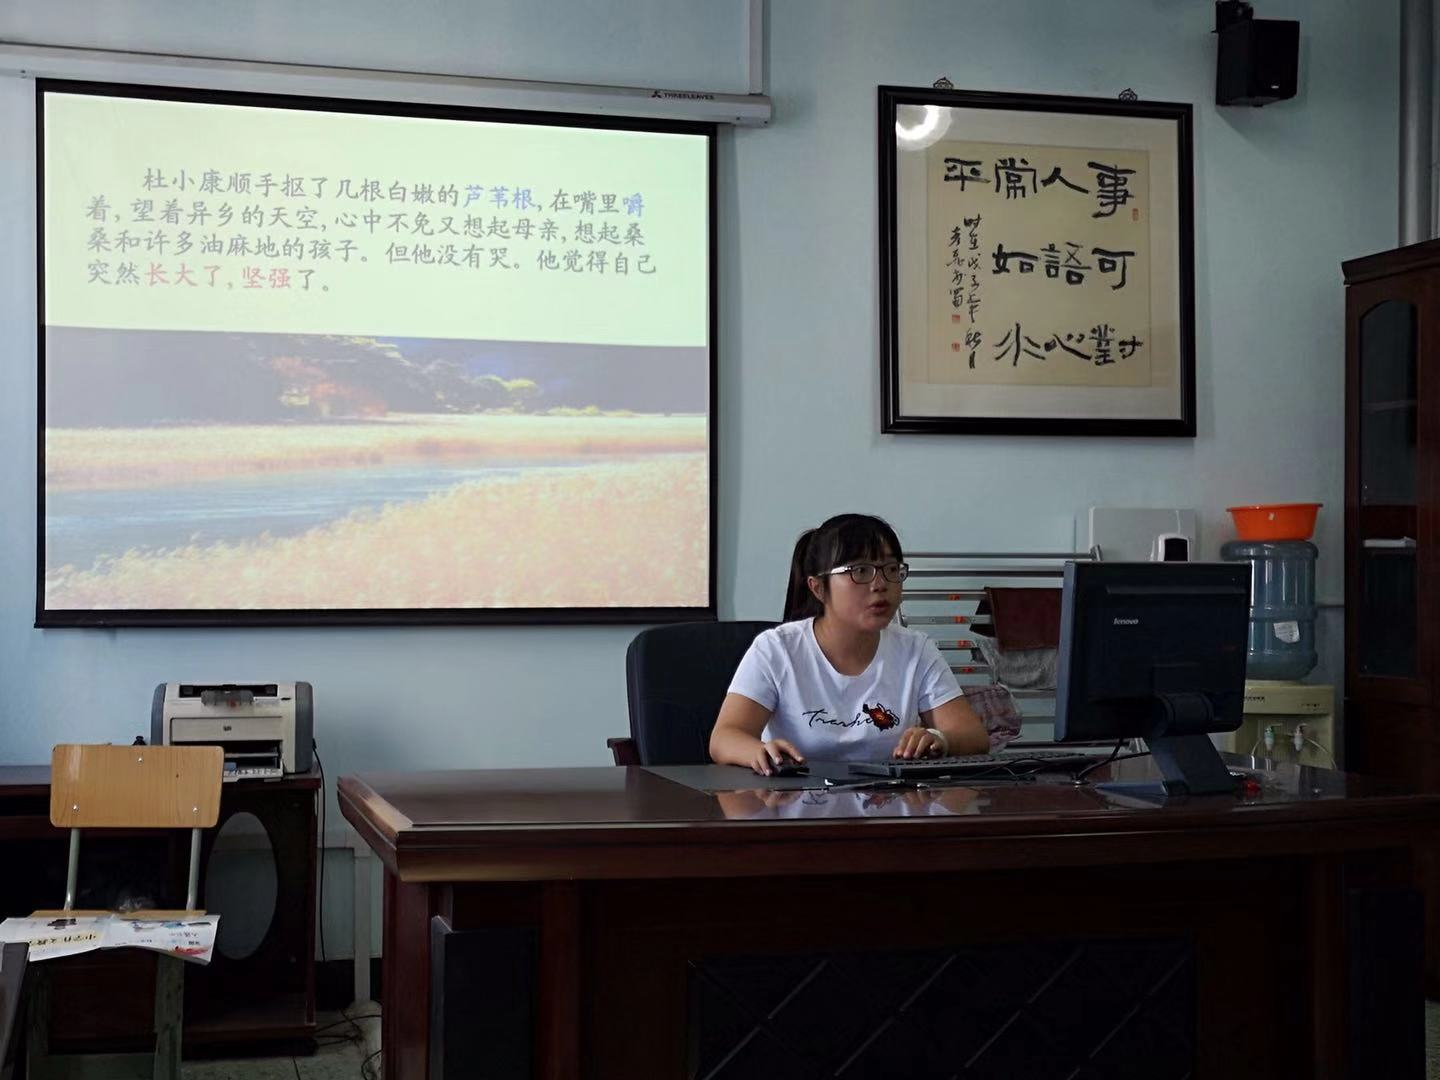 THREELEAVES
杜小康顺手抠了几根白嫩的芦苇根,在嘴里嚼
着,望着异乡的天空,心中不免又想起母亲,想起桑
桑和许多油麻地的孩子。但他没有哭。他觉得自己
突然长大了,坚强了。
事人常平
可語如
對心水
lenovo
hp